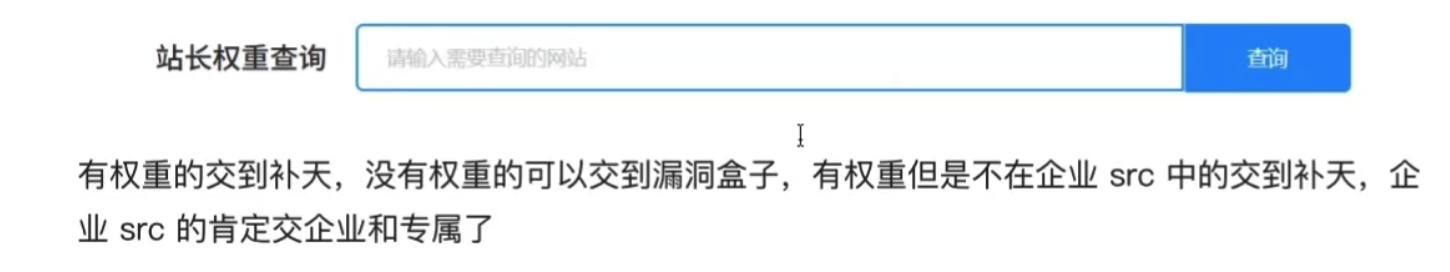 站长权重查询 请输入需要查询的网站 查询
有权重的交到补天，没有权重的可以交到漏洞盒子，有权重但是不在企业 src 中的交到补天，企
业 src 的肯定交企业和专属了